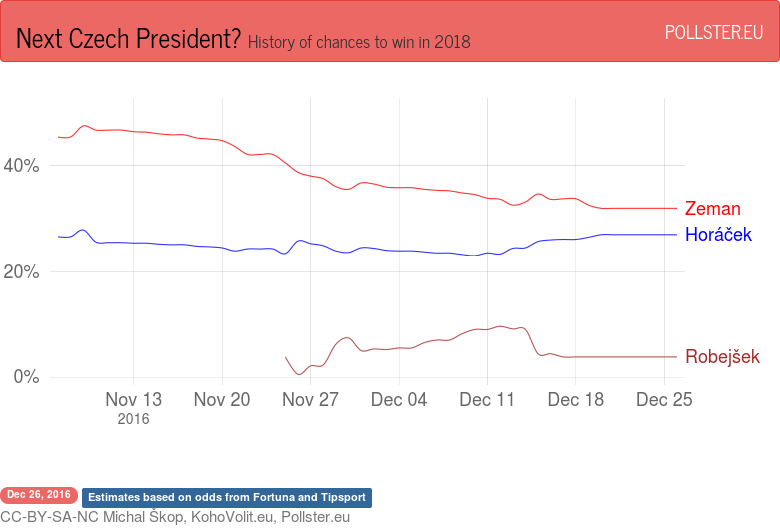 Next Czech President? History of chances to win in 2018
POLLSTER.EU
40%
20%
0%
Zeman
Horáček
Robejšek
Nov 13 Nov 20 Nov 27 Dec 04 Dec 11 Dec 18 Dec 25
2016
Dec 26, 2016 Estimates based on odds from Fortuna and Tipsport
CC-BY-SA-NC Michal Škop, KohoVolit.eu, Pollster.eu